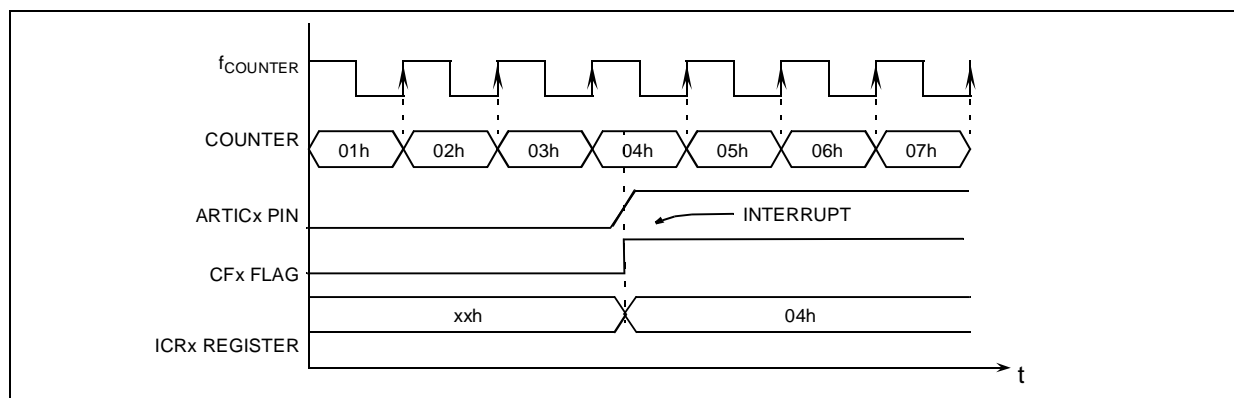 fCOUNTER
COUNTER
01h 02h 03h 04h 05h 06h 07h
ARTICx PIN
INTERRUPT
CFx FLAG
xxh 04h
ICRx REGISTER
t